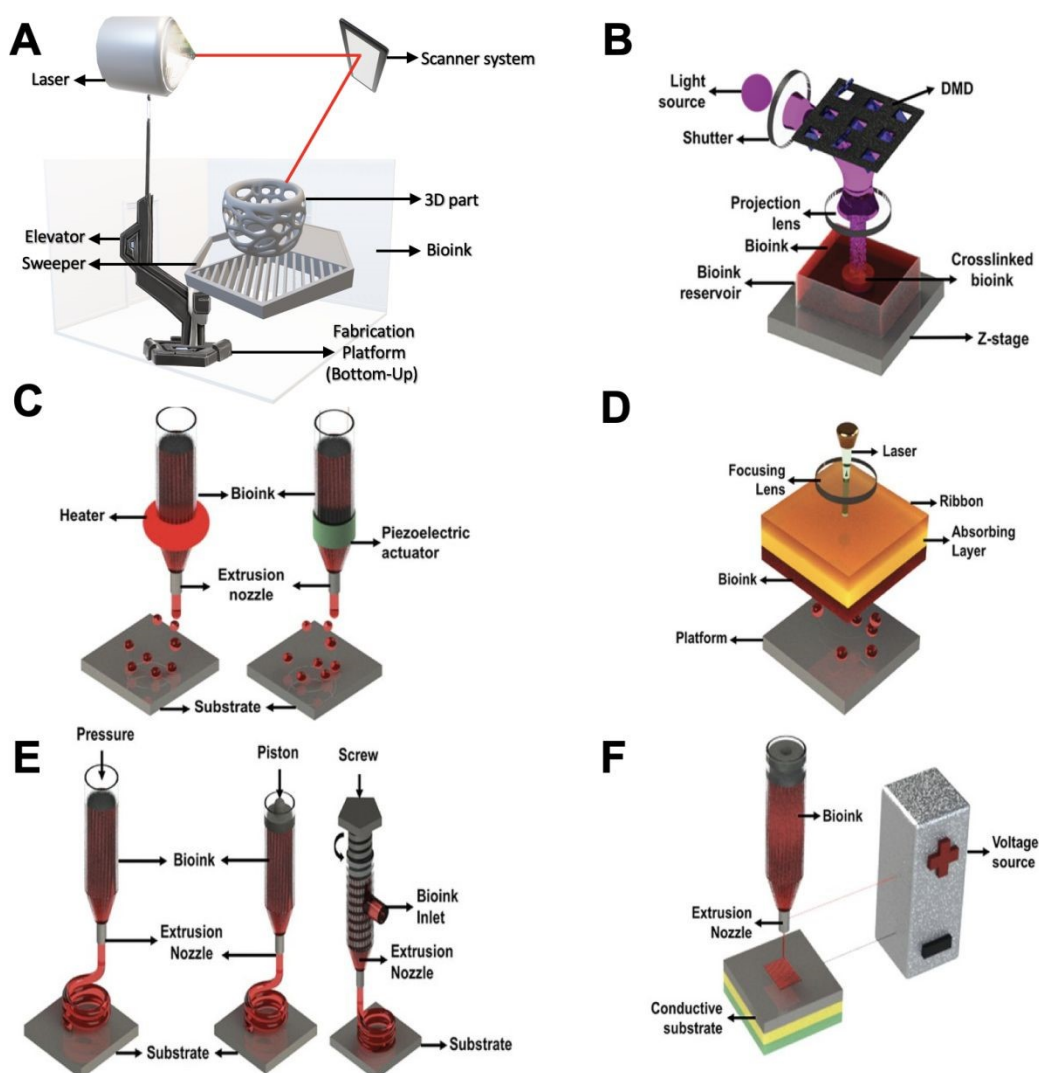 A
Laser
Scanner system
3D part
Bioink
Elevator
Sweeper
Fabrication
Platform
(Bottom-Up)
B
Light
source
DMD
Shutter
Projection
lens
Bioink
Bioink
reservoir
Crosslinked
bioink
Z-stage
C
Bioink
Heater
Piezoelectric
actuator
Extrusion
nozzle
Substrate
D
Laser
Focusing
Lens
Ribbon
Absorbing
Layer
Bioink
Platform
E
Pressure
Piston
Screw
Bioink
Bioink
Inlet
Extrusion
Nozzle
Extrusion
Nozzle
Substrate
Substrate
F
Bioink
Voltage
source
Extrusion
Nozzle
Conductive
substrate